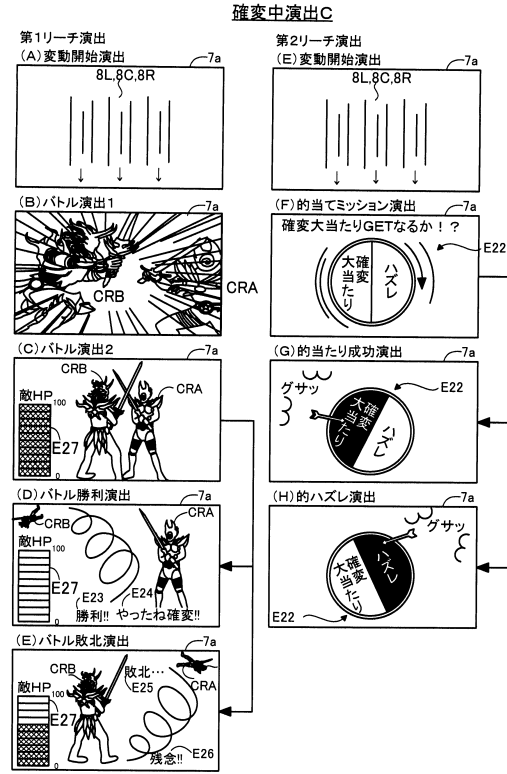 確変中演出C
第1リーチ演出
(A)変動開始演出
7a
8L,8C,8R
(B)バトル演出1
7a
CRB
CRA
(C)バトル演出2
7a
CRB
CRA
敵HP
100
E27
0
(D)バトル勝利演出
7a
CRB
CRA
敵HP
100
E27
0
E23
E24
勝利!!
やったね確変!!
(E)バトル敗北演出
7a
CRB
敗北…
E25
CRA
敵HP
100
E27
0
E26
残念!!
第2リーチ演出
(E)変動開始演出
7a
8L,8C,8R
(F)的当てミッション演出
7a
確変大当たりGETなるか!?
E22
確変
大当たり
ハズレ
(G)的当たり成功演出
7a
グサッ
E22
確変
大当たり
ハズレ
(H)的ハズレ演出
7a
グサッ
ハズレ
確変
大当たり
E22